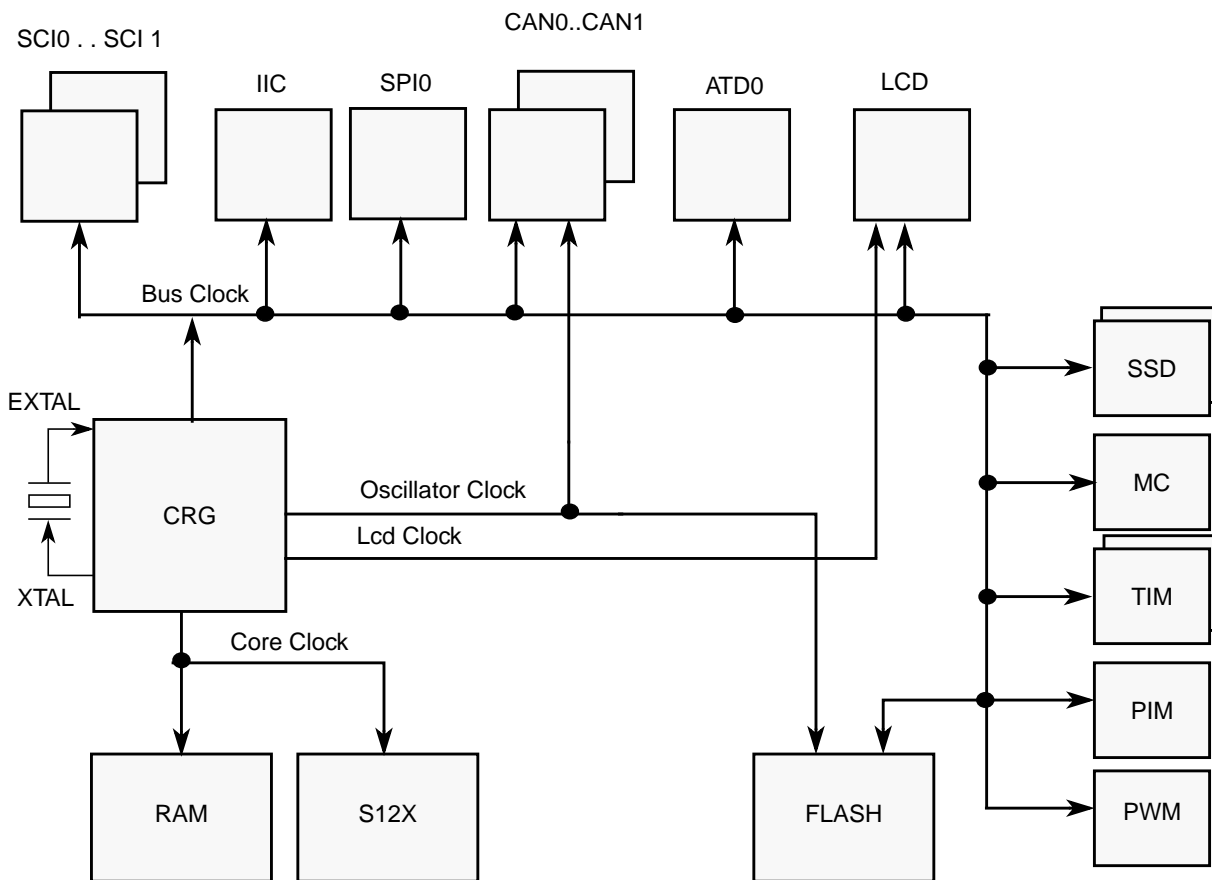 CAN0..CAN1
SCI0 . . SCI 1
IIC
SPI0
ATD0
LCD
Bus Clock
SSD
EXTAL
MC
Oscillator Clock
CRG
Lcd Clock
XTAL
TIM
Core Clock
PIM
RAM
S12X
FLASH
PWM